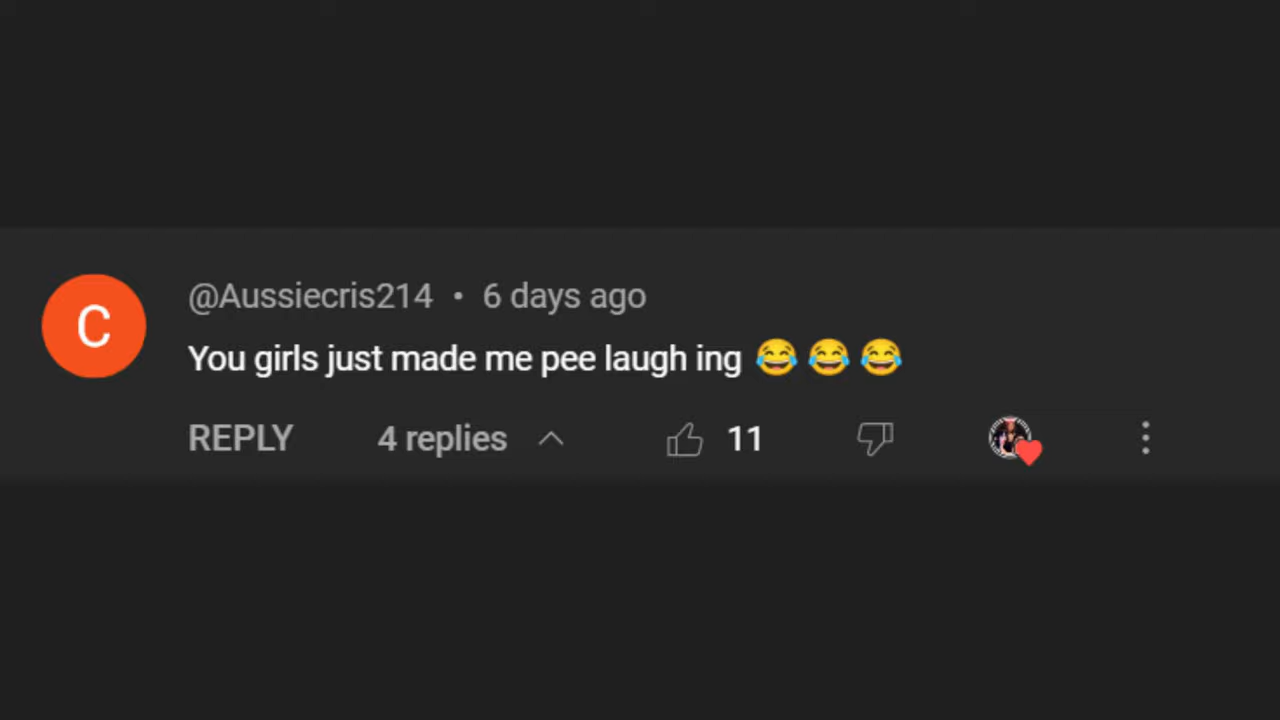 C
@Aussiecris214 • 6 days ago
You girls just made me pee laugh ing 😂 😂 😂
REPLY 4 replies 11